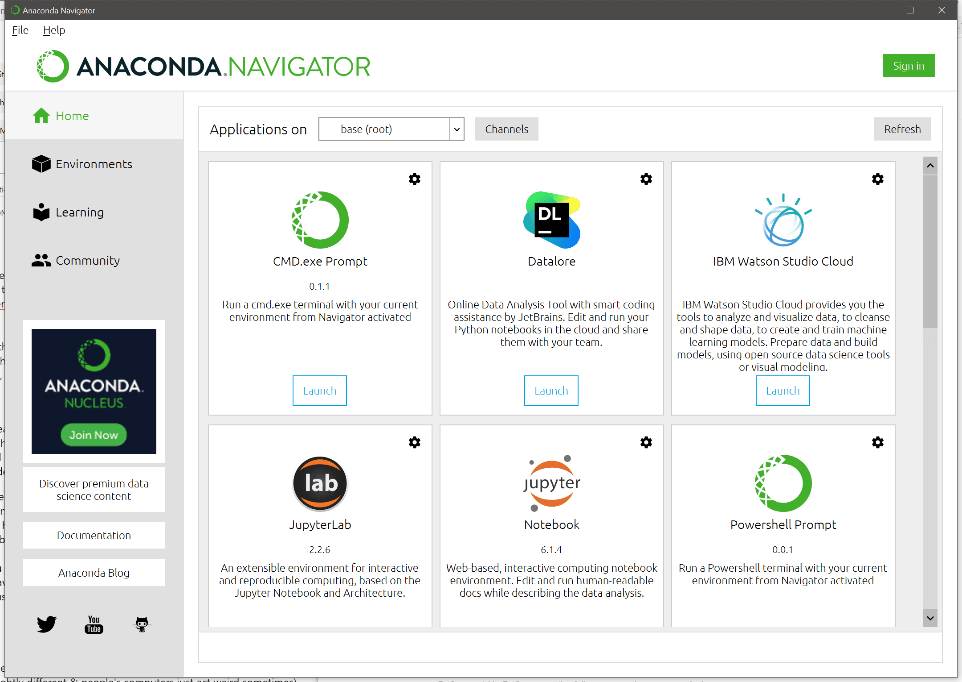 Anaconda Navigator
File Help
ANACONDA.NAVIGATOR
Sign in
Home
Environments
Learning
Community
ANACONDA.
NUCLEUS
Join Now
Discover premium data
science content
Documentation
Anaconda Blog
You
Tube
Applications on base (root) Channels Refresh
CMD.exe Prompt
0.1.1
Run a cmd.exe terminal with your current
environment from Navigator activated
Launch
DL
Datalore
Online Data Analysis Tool with smart coding
assistance by JetBrains. Edit and run your
Python notebooks in the cloud and share
them with your team.
Launch
IBM Watson Studio Cloud
IBM Watson Studio Cloud provides you the
tools to analyze and visualize data, to cleanse
and shape data, to create and train machine
learning models. Prepare data and build
models, using open source data science tools
or visual modeling.
Launch
lab
JupyterLab
2.2.6
An extensible environment for interactive
and reproducible computing, based on the
Jupyter Notebook and Architecture.
jupyter
Notebook
6.1.4
Web-based, interactive computing notebook
environment. Edit and run human-readable
docs while describing the data analysis.
Powershell Prompt
0.0.1
Run a Powershell terminal with your current
environment from Navigator activated